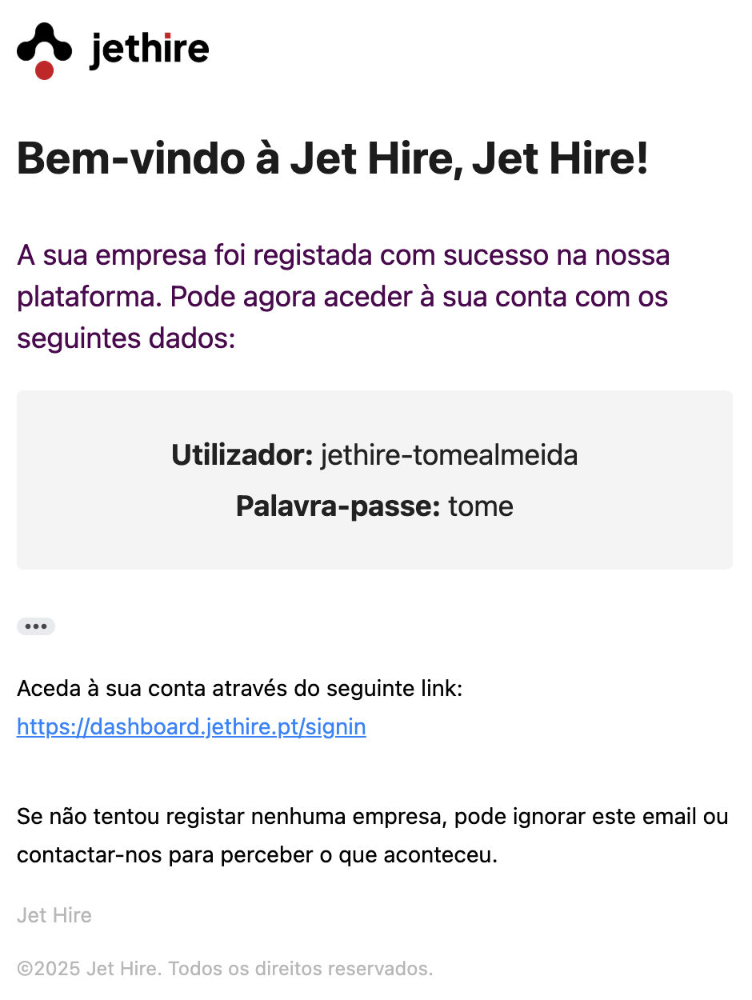 jethire
Bem-vindo à Jet Hire, Jet Hire!
A sua empresa foi registada com sucesso na nossa
plataforma. Pode agora aceder à sua conta com os
seguintes dados:
Utilizador: jethire-tomealmeida
Palavra-passe: tome
Aceda à sua conta através do seguinte link:
https://dashboard.jethire.pt/signin
Se não tentou registar nenhuma empresa, pode ignorar este email ou
contactar-nos para perceber o que aconteceu.
Jet Hire
©2025 Jet Hire. Todos os direitos reservados.